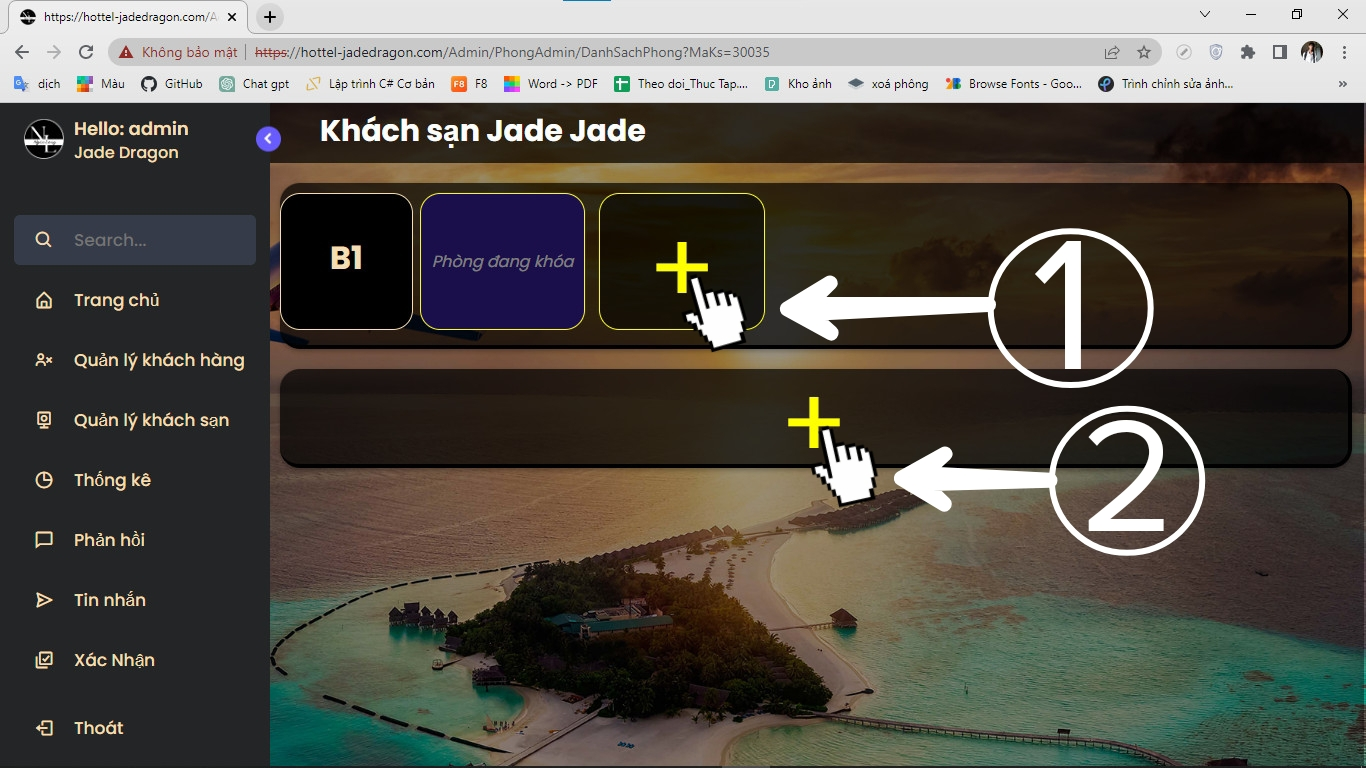 https://hottel-jadedragon.com/A
Không bảo mật | https://hottel-jadedragon.com/Admin/PhongAdmin/DanhSachPhong?MaKs=30035
dịch
Màu
GitHub
Chat gpt
Lập trình C# Cơ bản
F8
F8
Word -> PDF
Theo doi_Thuc Tap...
Kho ảnh
xoá phông
Browse Fonts - Goo...
Trình chỉnh sửa ảnh...
»
Hello: admin
Jade Dragon
Khách sạn Jade Jade
Search...
B1
Phòng đang khóa
+
1
Trang chủ
Quản lý khách hàng
Quản lý khách sạn
+
2
Thống kê
Phản hồi
Tin nhắn
Xác Nhận
Thoát